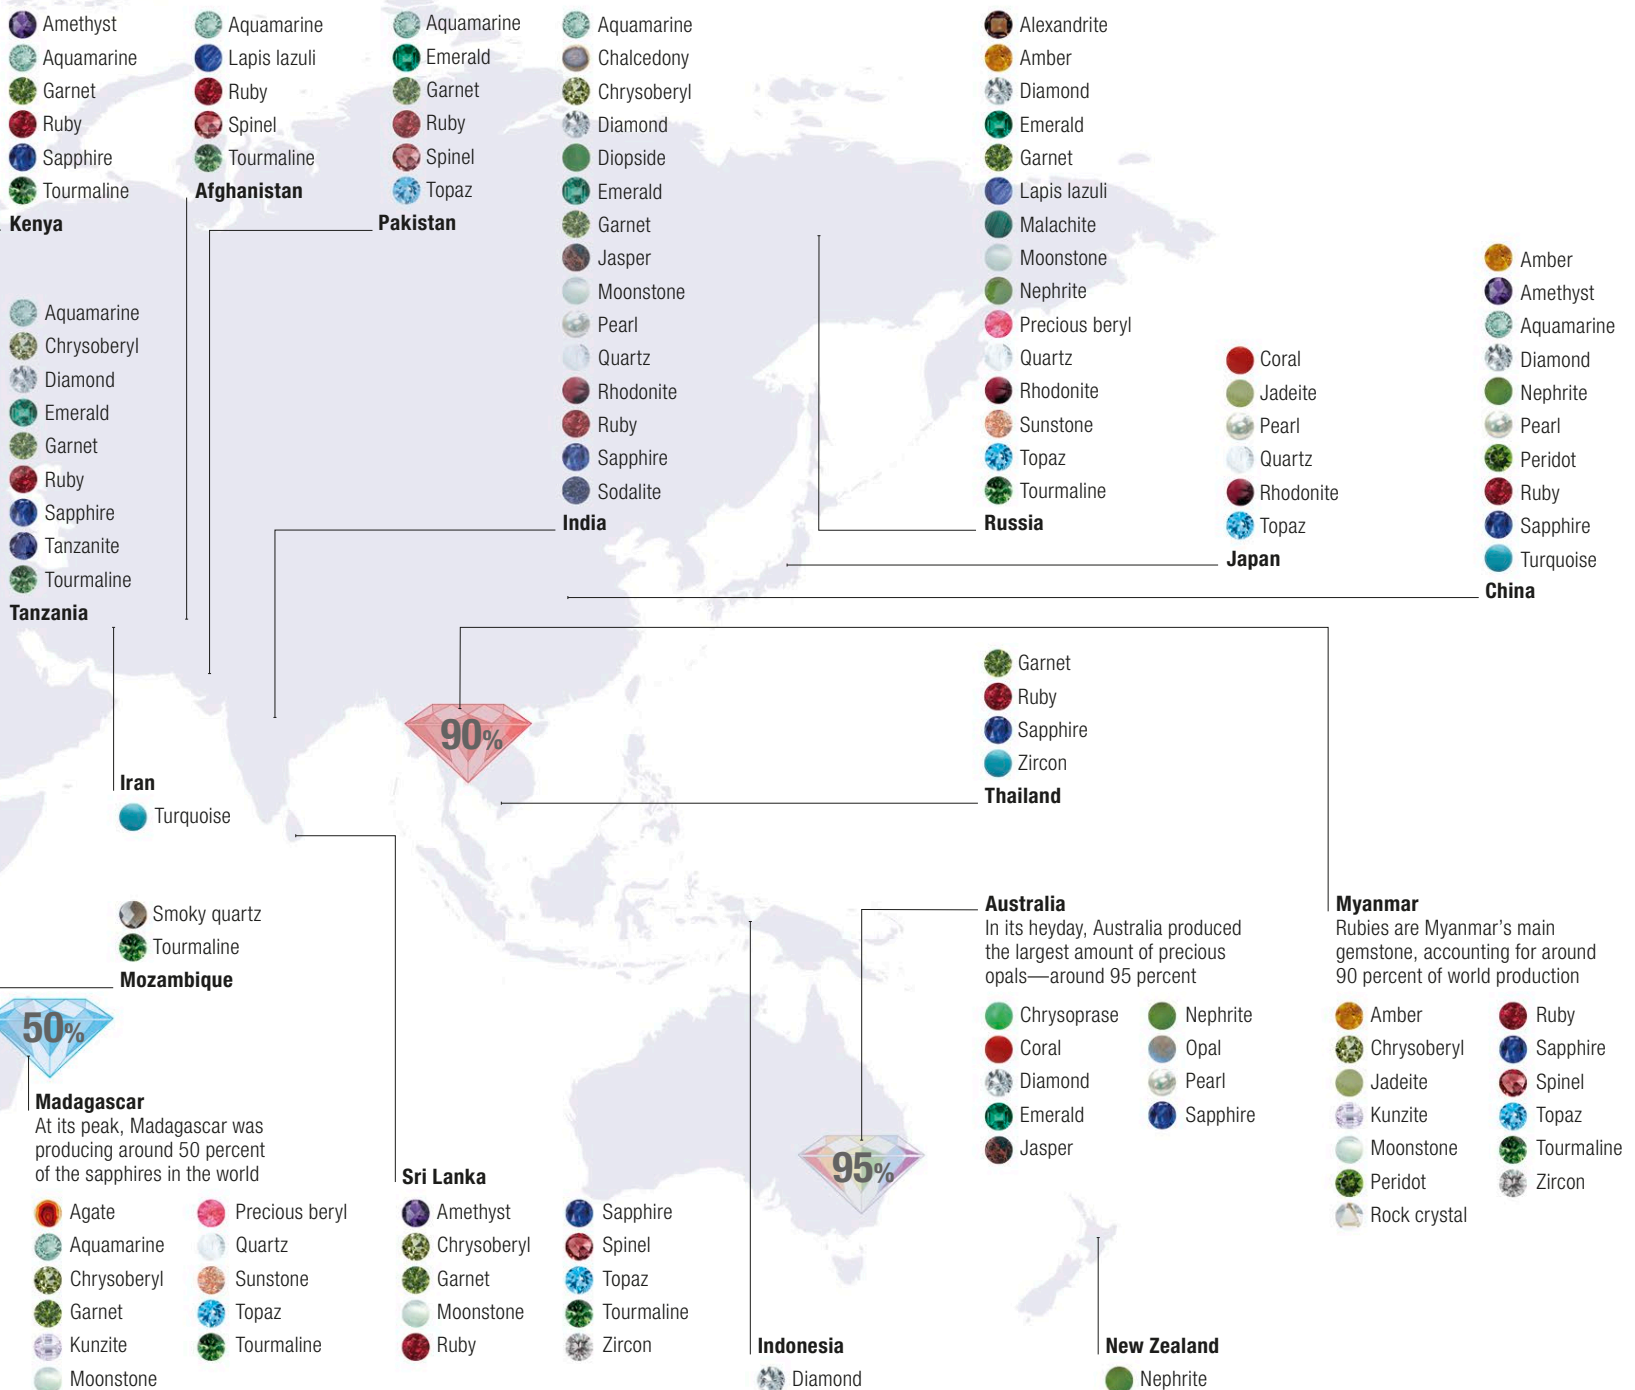 Amethyst
Aquamarine
Garnet
Ruby
Sapphire
Tourmaline
Kenya
Aquamarine
Lapis lazuli
Ruby
Spinel
Tourmaline
Afghanistan
Aquamarine
Emerald
Garnet
Ruby
Spinel
Topaz
Pakistan
Aquamarine
Chalcedony
Chrysoberyl
Diamond
Diopside
Emerald
Garnet
Jasper
Moonstone
Pearl
Quartz
Rhodonite
Ruby
Sapphire
Sodalite
India
Alexandrite
Amber
Diamond
Emerald
Garnet
Lapis lazuli
Malachite
Moonstone
Nephrite
Precious beryl
Quartz
Rhodonite
Sunstone
Topaz
Tourmaline
Russia
Coral
Jadeite
Pearl
Quartz
Rhodonite
Topaz
Japan
Amber
Amethyst
Aquamarine
Diamond
Nephrite
Pearl
Peridot
Ruby
Sapphire
Turquoise
China
Aquamarine
Chrysoberyl
Diamond
Emerald
Garnet
Ruby
Sapphire
Tanzanite
Tourmaline
Tanzania
90%
Garnet
Ruby
Sapphire
Zircon
Thailand
Iran
Turquoise
Smoky quartz
Tourmaline
Mozambique
50%
Madagascar
At its peak, Madagascar was
producing around 50 percent
of the sapphires in the world
Agate
Aquamarine
Chrysoberyl
Garnet
Kunzite
Moonstone
Precious beryl
Quartz
Sunstone
Topaz
Tourmaline
Sri Lanka
Amethyst
Chrysoberyl
Garnet
Moonstone
Ruby
Sapphire
Spinel
Topaz
Tourmaline
Zircon
Indonesia
Diamond
95%
Australia
In its heyday, Australia produced
the largest amount of precious
opals—around 95 percent
Chrysoprase
Coral
Diamond
Emerald
Jasper
Nephrite
Opal
Pearl
Sapphire
New Zealand
Nephrite
Myanmar
Rubies are Myanmar's main
gemstone, accounting for around
90 percent of world production
Amber
Chrysoberyl
Jadeite
Kunzite
Moonstone
Peridot
Rock crystal
Ruby
Sapphire
Spinel
Topaz
Tourmaline
Zircon